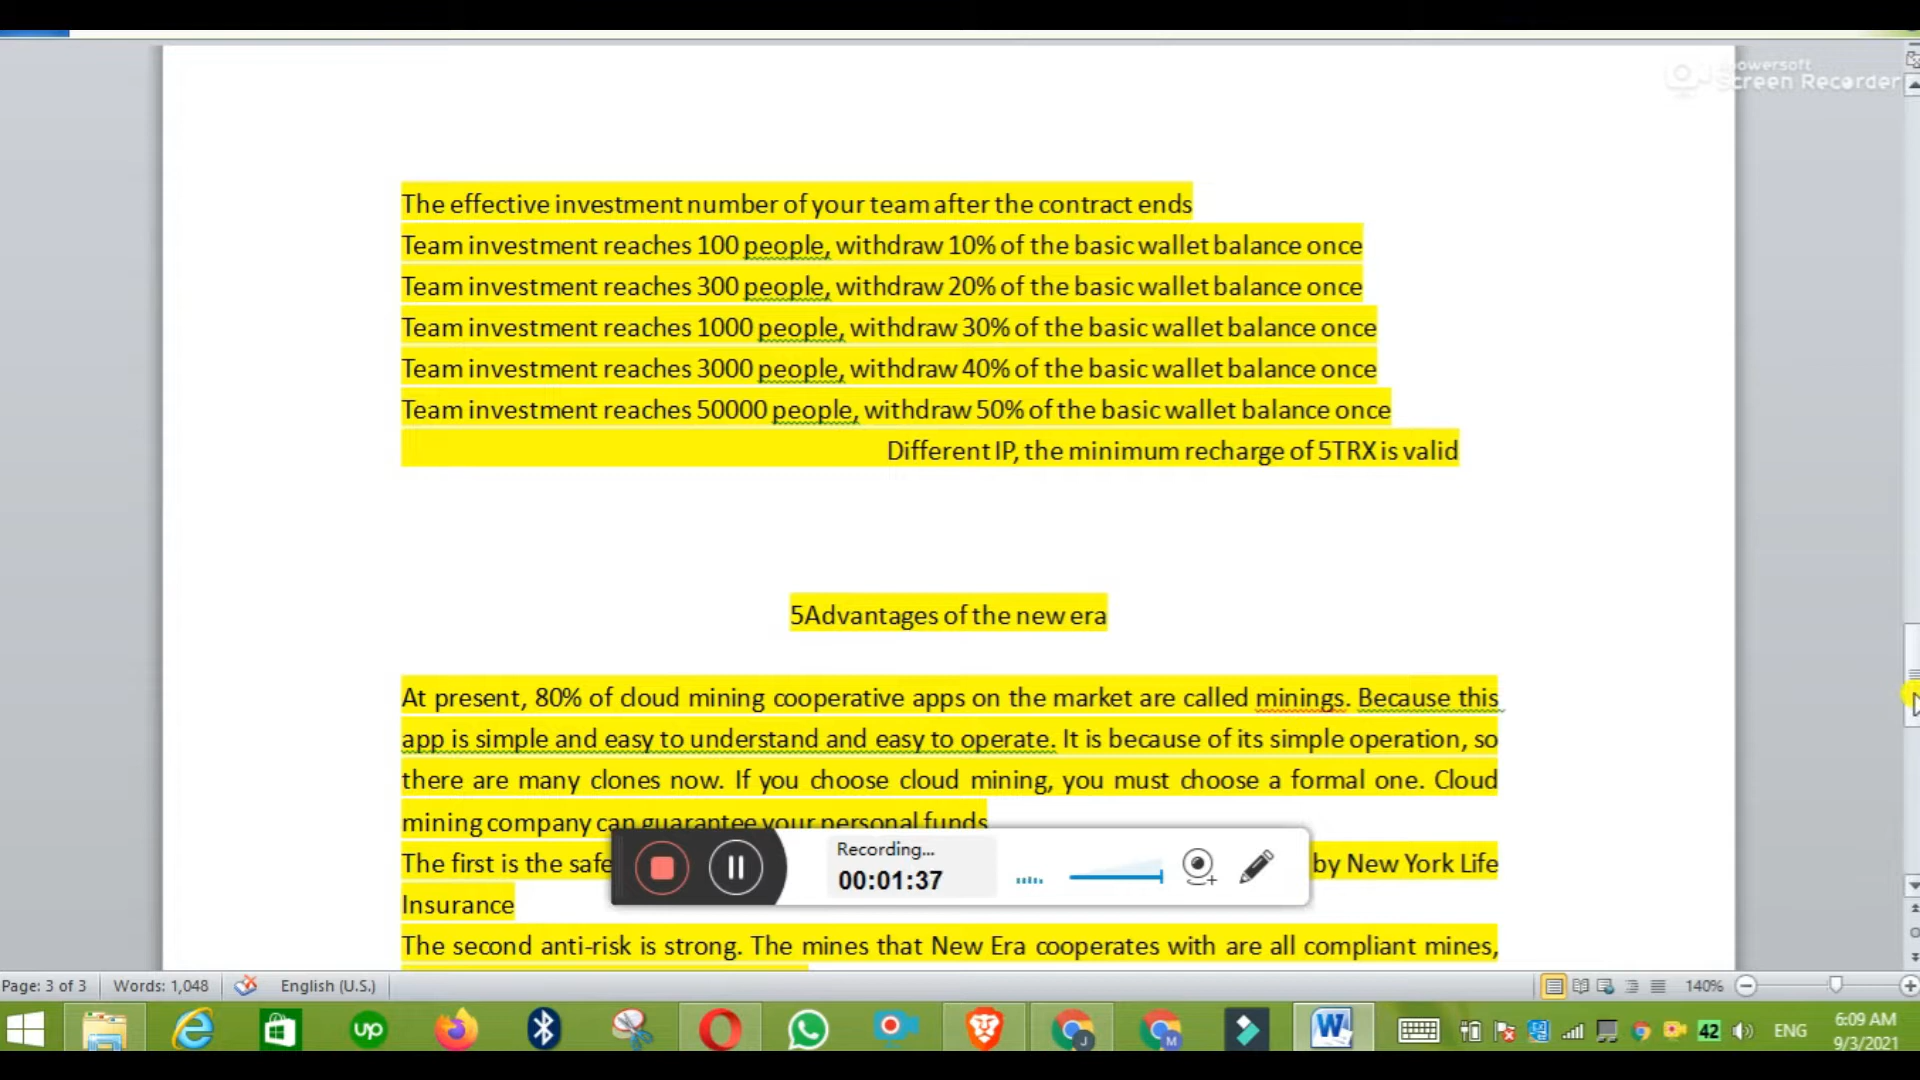 powersoft
Screen Recorder
The effective investment number of your team after the contract ends
Team investment reaches 100 people, withdraw 10% of the basic wallet balance once
Team investment reaches 300 people, withdraw 20% of the basic wallet balance once
Team investment reaches 1000 people, withdraw 30% of the basic wallet balance once
Team investment reaches 3000 people, withdraw 40% of the basic wallet balance once
Team investment reaches 50000 people, withdraw 50% of the basic wallet balance once
Different IP, the minimum recharge of 5TRX is valid
5Advantages of the new era
At present, 80% of cloud mining cooperative apps on the market are called minings. Because this
app is simple and easy to understand and easy to operate. It is because of its simple operation, so
there are many clones now. If you choose cloud mining, you must choose a formal one. Cloud
mining company can guarantee your personal funds
The first is the safe by New York Life
Insurance
The second anti-risk is strong. The mines that New Era cooperates with are all compliant mines,
Recording...
00:01:37
Page: 3 of 3 Words: 1,048 English (U.S.) 140%
up J M W 42 ENG
6:09 AM
9/3/2021